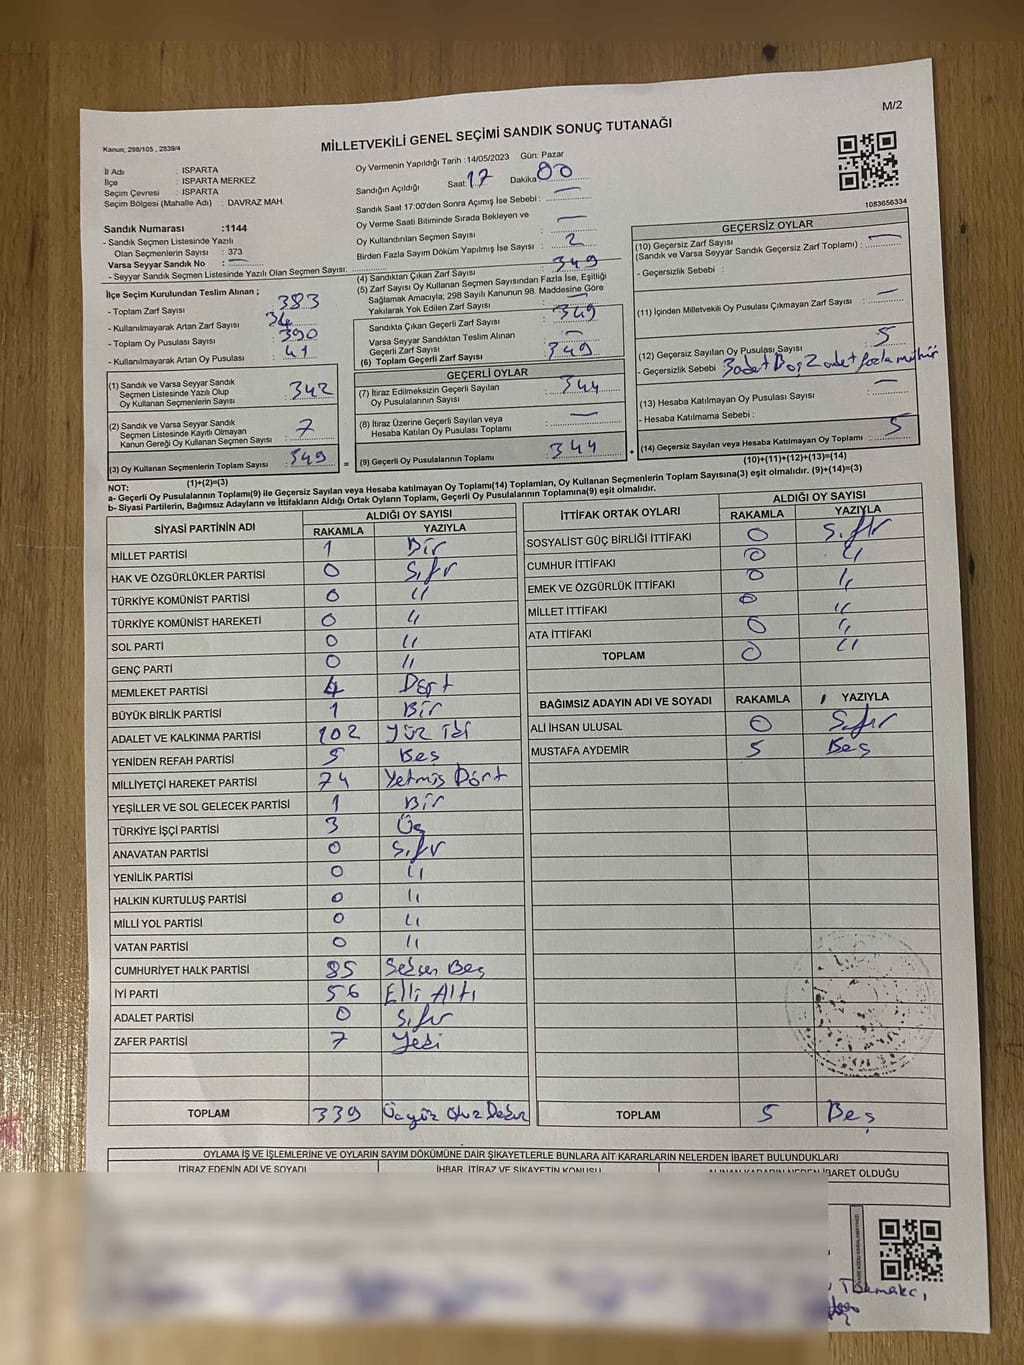 M/2
MİLLETVEKİLİ GENEL SEÇİMİ SANDIK SONUÇ TUTANAĞI
Kanun; 298/105 , 2839/4
İl Adı : ISPARTA
İlçe : ISPARTA MERKEZ
Seçim Çevresi : ISPARTA
Seçim Bölgesi (Mahalle Adı) : DAVRAZ MAH.
Sandık Numarası :1144
- Sandık Seçmen Listesinde Yazılı
Olan Seçmenlerin Sayısı : 373
Varsa Seyyar Sandık No : —
- Seyyar Sandık Seçmen Listesinde Yazılı Olan Seçmen Sayısı:
Oy Vermenin Yapıldığı Tarih :14/05/2023 Gün: Pazar
Sandığın Açıldığı Saat: 17 Dakika: 00
Sandık Saat 17:00'den Sonra Açımış İse Sebebi : —
Oy Verme Saati Bitiminde Sırada Bekleyen ve
Oy Kullandırılan Seçmen Sayısı : —
Birden Fazla Sayım Döküm Yapılmış İse Sayısı : 2
1083656334
İlçe Seçim Kurulundan Teslim Alınan ;
- Toplam Zarf Sayısı : 383
- Kullanılmayarak Artan Zarf Sayısı : 34
- Toplam Oy Pusulası Sayısı : 390
- Kullanılmayarak Artan Oy Pusulası : 41
(1) Sandık ve Varsa Seyyar Sandık
Seçmen Listesinde Yazılı Olup
Oy Kullanan Seçmenlerin Sayısı : 342
(2) Sandık ve Varsa Seyyar Sandık
Seçmen Listesinde Kayıtlı Olmayan
Kanun Gereği Oy Kullanan Seçmen Sayısı : 7
(3) Oy Kullanan Seçmenlerin Toplam Sayısı : 349
(1)+(2)=(3)
(4) Sandıktan Çıkan Zarf Sayısı : 349
(5) Zarf Sayısı Oy Kullanan Seçmen Sayısından Fazla İse, Eşitliği
Sağlamak Amacıyla; 298 Sayılı Kanunun 98. Maddesine Göre
Yakılarak Yok Edilen Zarf Sayısı : —
Sandıkta Çıkan Geçerli Zarf Sayısı : 349
Varsa Seyyar Sandıktan Teslim Alınan
Geçerli Zarf Sayısı : —
(6) Toplam Geçerli Zarf Sayısı : 349
GEÇERLİ OYLAR
(7) İtiraz Edilmeksizin Geçerli Sayılan
Oy Pusulalarının Sayısı : 344
(8) İtiraz Üzerine Geçerli Sayılan veya
Hesaba Katılan Oy Pusulası Toplamı : —
= (9) Geçerli Oy Pusulalarının Toplamı : 344 +
GEÇERSİZ OYLAR
(10) Geçersiz Zarf Sayısı
(Sandık ve Varsa Seyyar Sandık Geçersiz Zarf Toplamı) : —
- Geçersizlik Sebebi :
(11) İçinden Milletvekili Oy Pusulası Çıkmayan Zarf Sayısı : —
(12) Geçersiz Sayılan Oy Pusulası Sayısı : 5
- Geçersizlik Sebebi : 3 adet Boş 2 adet fazla mühür
(13) Hesaba Katılmayan Oy Pusulası Sayısı : —
- Hesaba Katılmama Sebebi :
(14) Geçersiz Sayılan veya Hesaba Katılmayan Oy Toplamı : 5
(10)+(11)+(12)+(13)=(14)
NOT:
a- Geçerli Oy Pusulasının Toplamı(9) ile Geçersiz Sayılan veya Hesaba katılmayan Oy Toplamı(14) Toplamları, Oy Kullanan Seçmenlerin Toplam Sayısına(3) eşit olmalıdır. (9)+(14)=(3)
b- Siyasi Partilerin, Bağımsız Adayların ve İttifakların Aldığı Ortak Oyların Toplamı, Geçerli Oy Pusulalarının Toplamına(9) eşit olmalıdır.
SİYASİ PARTİNİN ADI ALDIĞI OY SAYISI
RAKAMLA YAZIYLA
MİLLET PARTİSİ 1 Bir
HAK VE ÖZGÜRLÜKLER PARTİSİ 0 Sıfır
TÜRKİYE KOMÜNİST PARTİSİ 0 "
TÜRKİYE KOMÜNİST HAREKETİ 0 "
SOL PARTİ 0 "
GENÇ PARTİ 0 "
MEMLEKET PARTİSİ 4 Dört
BÜYÜK BİRLİK PARTİSİ 1 Bir
ADALET VE KALKINMA PARTİSİ 102 Yüz İki
YENİDEN REFAH PARTİSİ 5 Beş
MİLLİYETÇİ HAREKET PARTİSİ 74 Yetmiş Dört
YEŞİLLER VE SOL GELECEK PARTİSİ 1 Bir
TÜRKİYE İŞÇİ PARTİSİ 3 Üç
ANAVATAN PARTİSİ 0 Sıfır
YENİLİK PARTİSİ 0 "
HALKIN KURTULUŞ PARTİSİ 0 "
MİLLİ YOL PARTİSİ 0 "
VATAN PARTİSİ 0 "
CUMHURİYET HALK PARTİSİ 85 Seksen Beş
İYİ PARTİ 56 Elli Altı
ADALET PARTİSİ 0 Sıfır
ZAFER PARTİSİ 7 Yedi
TOPLAM 339 Üçyüz Otuz Dokuz
İTTİFAK ORTAK OYLARI ALDIĞI OY SAYISI
RAKAMLA YAZIYLA
SOSYALİST GÜÇ BİRLİĞİ İTTİFAKI 0 Sıfır
CUMHUR İTTİFAKI 0 "
EMEK VE ÖZGÜRLÜK İTTİFAKI 0 "
MİLLET İTTİFAKI 0 "
ATA İTTİFAKI 0 "
TOPLAM 0 "
BAĞIMSIZ ADAYIN ADI VE SOYADI RAKAMLA YAZIYLA
ALİ İHSAN ULUSAL 0 Sıfır
MUSTAFA AYDEMİR 5 Beş
TOPLAM 5 Beş
OYLAMA İŞ VE İŞLEMLERİNE VE OYLARIN SAYIM DÖKÜMÜNE DAİR ŞİKAYETLERLE BUNLARA AİT KARARLARIN NELERDEN İBARET BULUNDUKLARI
İTİRAZ EDENİN ADI VE SOYADI İHBAR, İTİRAZ VE ŞİKAYETİN KONUSU ALINAN KARARIN NEDEN İBARET OLDUĞU